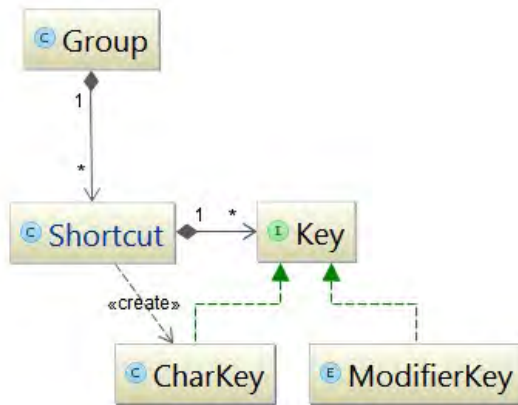 C Group
1
*
C Shortcut
1
*
I Key
«create»
C CharKey
E ModifierKey